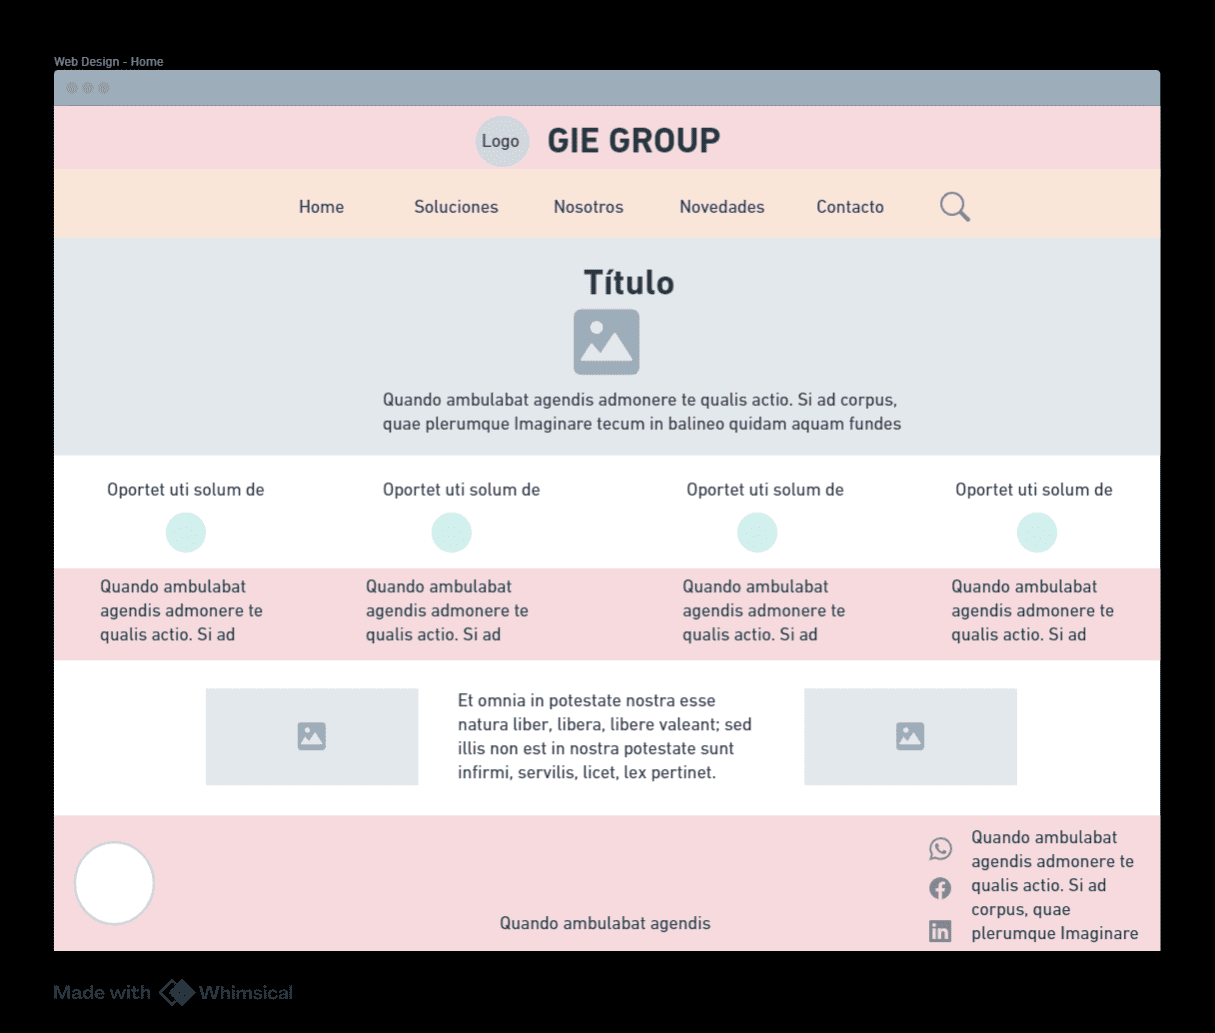 Web Design - Home
Logo
GIE GROUP
Home
Soluciones
Nosotros
Novedades
Contacto
Título
Quando ambulabat agendis admonere te qualis actio. Si ad corpus,
quae plerumque Imaginare tecum in balineo quidam aquam fundes
Oportet uti solum de
Oportet uti solum de
Oportet uti solum de
Oportet uti solum de
Quando ambulabat
agendis admonere te
qualis actio. Si ad
Quando ambulabat
agendis admonere te
qualis actio. Si ad
Quando ambulabat
agendis admonere te
qualis actio. Si ad
Quando ambulabat
agendis admonere te
qualis actio. Si ad
Et omnia in potestate nostra esse
natura liber, libera, libere valeant; sed
illis non est in nostra potestate sunt
infirmi, servilis, licet, lex pertinet.
Quando ambulabat agendis
Quando ambulabat
agendis admonere te
qualis actio. Si ad
corpus, quae
plerumque Imaginare
in
Made with Whimsical